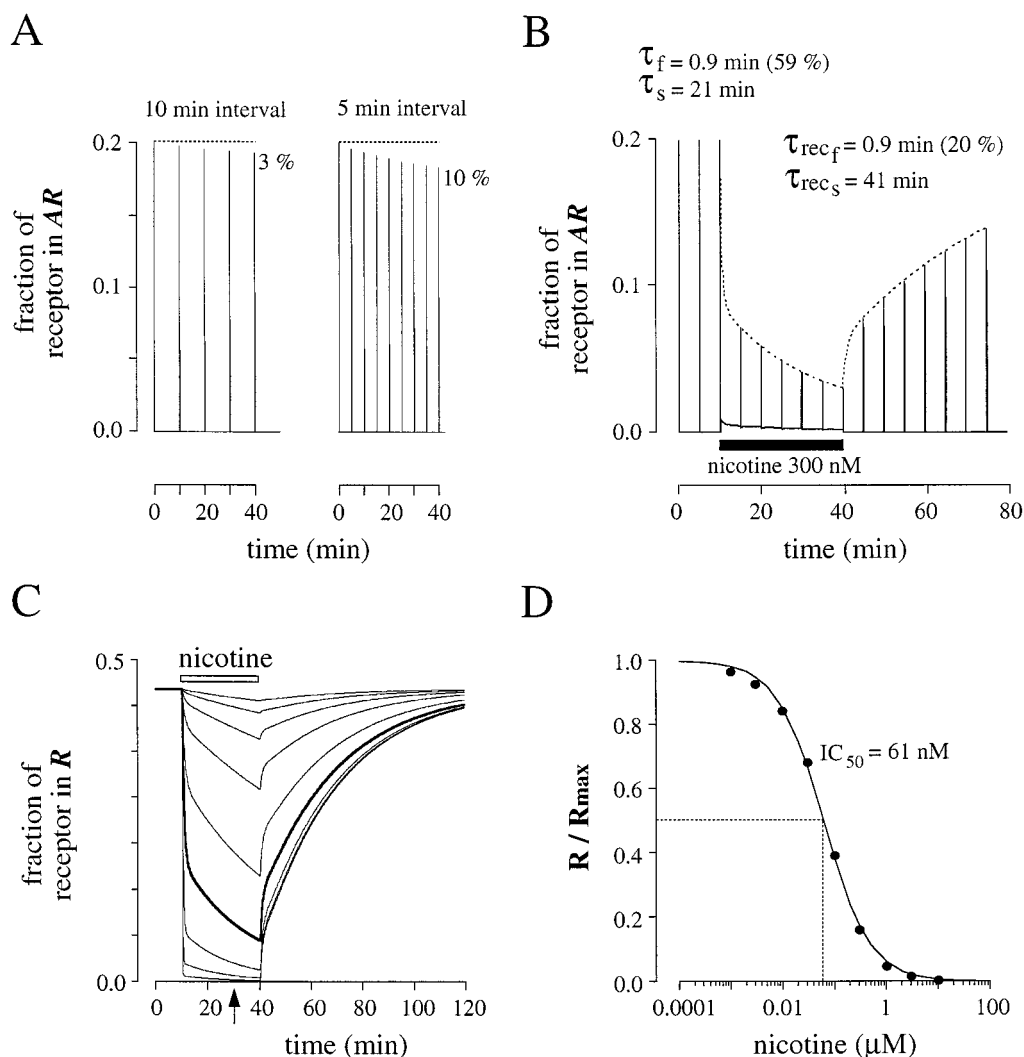 A
10 min interval
5 min interval
fraction of
receptor in AR
0.2
0.1
0.0
3 %
10 %
0 20 40
0 20 40
time (min)
time (min)
B
τf = 0.9 min (59 %)
τs = 21 min
τrecf = 0.9 min (20 %)
τrecs = 41 min
fraction of
receptor in AR
0.2
0.1
0.0
nicotine 300 nM
0 20 40 60 80
time (min)
C
nicotine
fraction of
receptor in R
0.5
0.0
0 20 40 60 80 100 120
time (min)
D
R / Rmax
1.0
0.8
0.6
0.4
0.2
0.0
IC50 = 61 nM
0.0001 0.01 1 100
nicotine (µM)